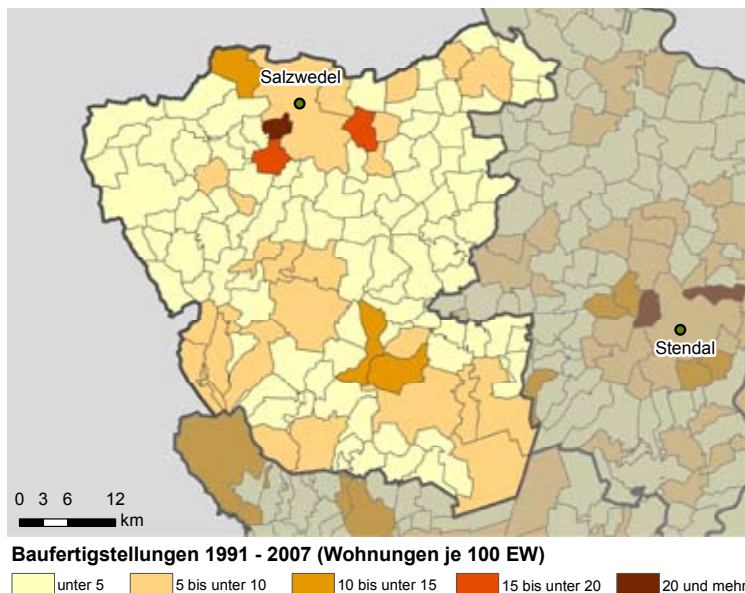 Salzwedel
Stendal
0 3 6 12
km
Baufertigstellungen 1991 - 2007 (Wohnungen je 100 EW)
unter 5 5 bis unter 10 10 bis unter 15 15 bis unter 20 20 und mehr